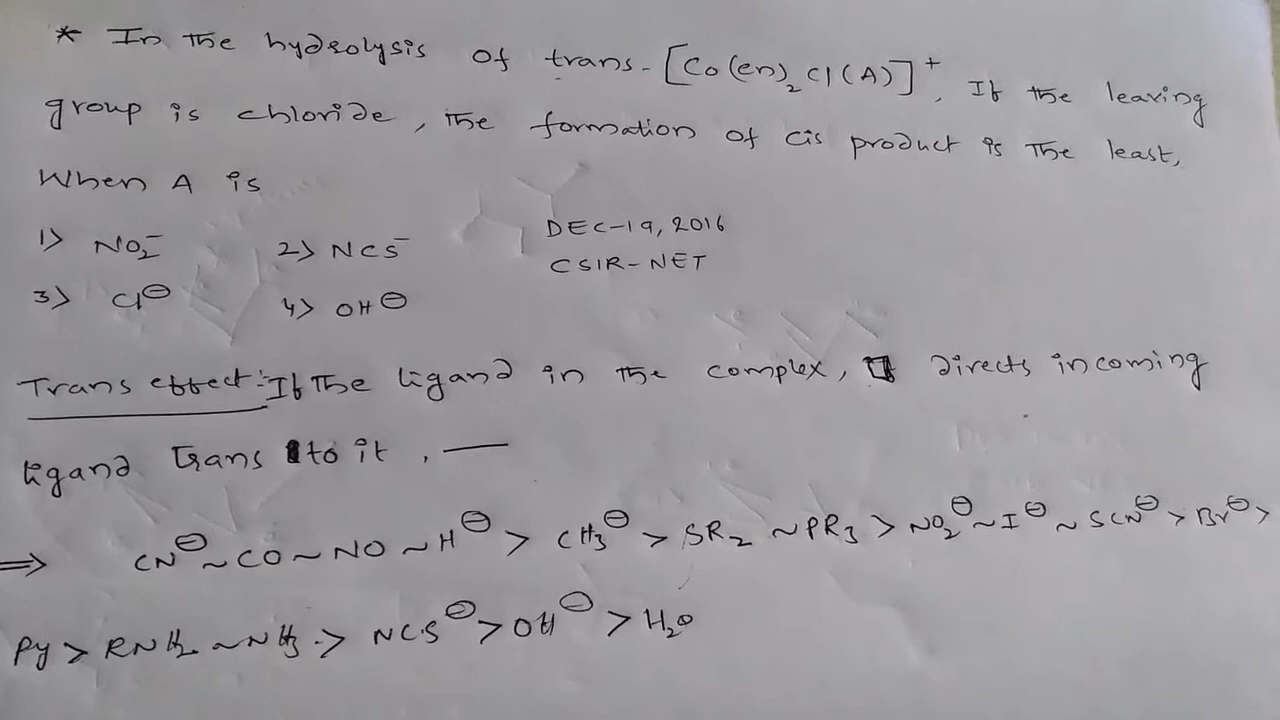 * In the hydrolysis of trans-[Co(en)₂Cl(A)]⁺, If the leaving
group is chloride, the formation of cis product is the least,
When A is
1) NO₂⁻ 2) NCS⁻
DEC-19, 2016
3) Cl⊖ 4) OH⊖
CSIR-NET
Trans effect: If the ligand in the complex, directs incoming
ligand trans to it, —
⇒ CN⊖ ~ CO ~ NO ~ H⊖ > CH₃⊖ > SR₂ ~ PR₃ > NO₂⊖ ~ I⊖ ~ SCN⊖ > Br⊖ >
Py > RNH₂ ~ NH₃ > NCS⊖ > OH⊖ > H₂O